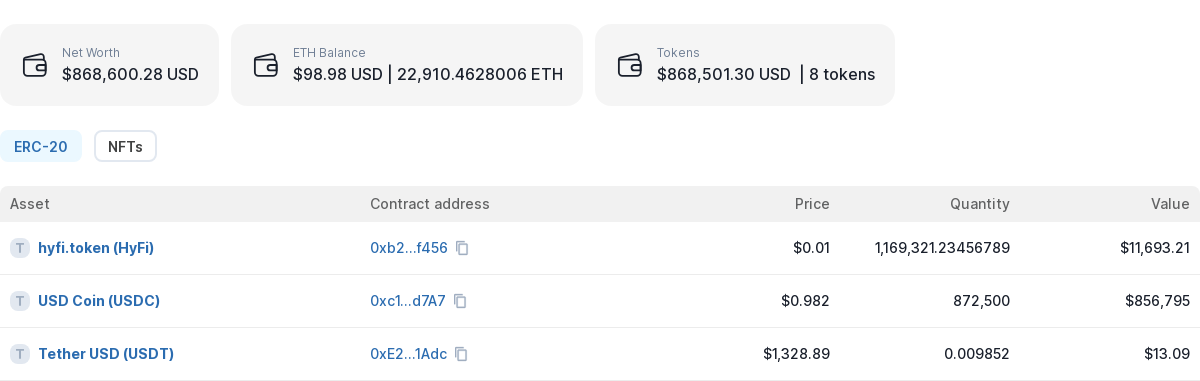 Net Worth
$868,600.28 USD
ETH Balance
$98.98 USD | 22,910.4628006 ETH
Tokens
$868,501.30 USD | 8 tokens
ERC-20 NFTs
Asset Contract address Price Quantity Value
T hyfi.token (HyFi) 0xb2...f456 $0.01 1,169,321.23456789 $11,693.21
T USD Coin (USDC) 0xc1...d7A7 $0.982 872,500 $856,795
T Tether USD (USDT) 0xE2...1Adc $1,328.89 0.009852 $13.09